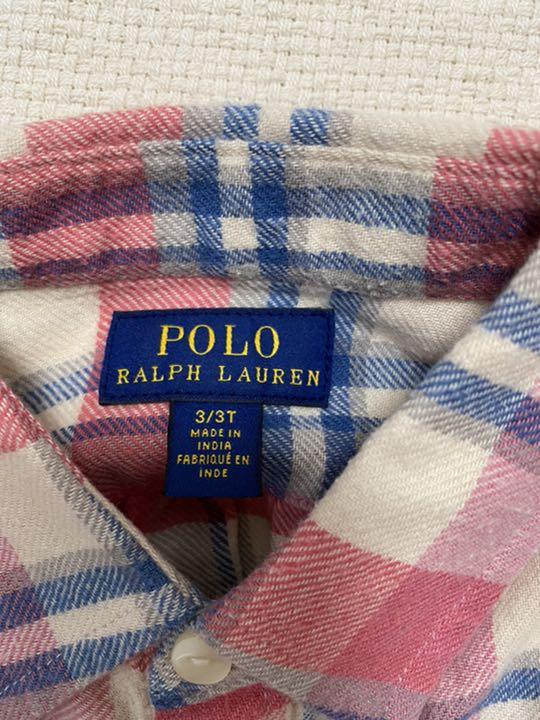 POLO
RALPH LAUREN
3/3T
MADE IN
INDIA
FABRIQUÉ EN
INDE